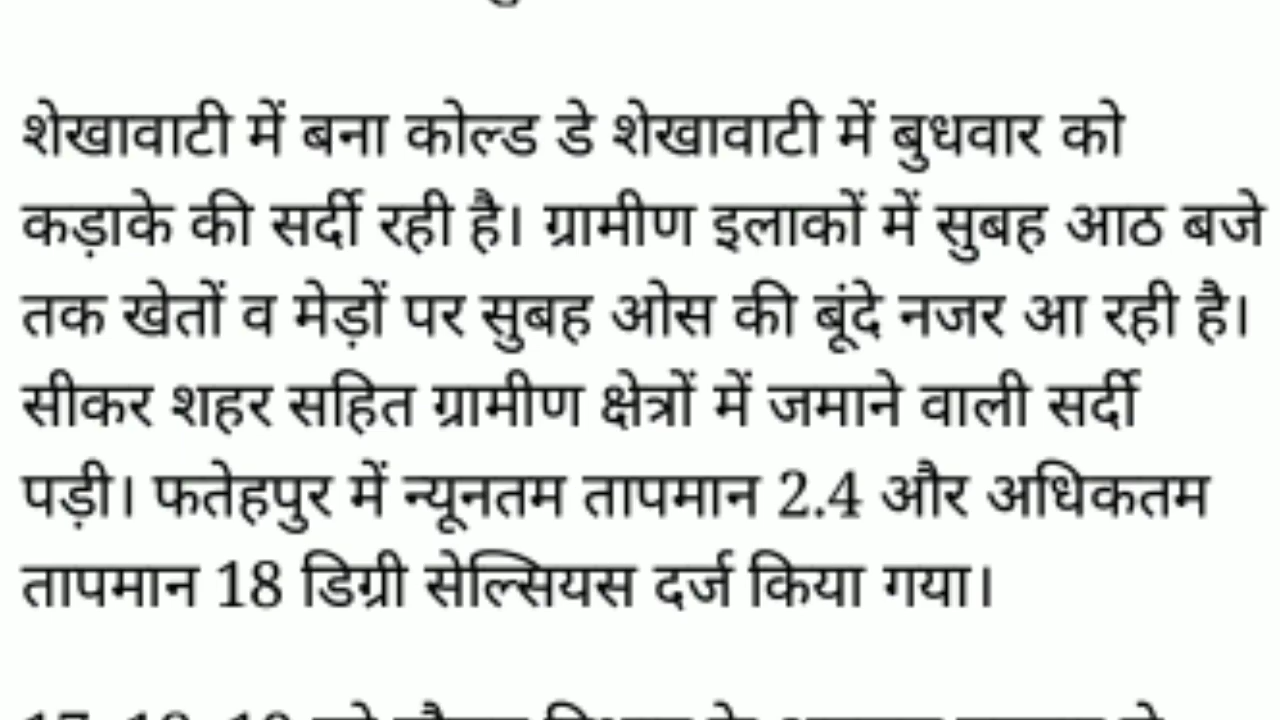 शेखावाटी में बना कोल्ड डे शेखावाटी में बुधवार को
कड़ाके की सर्दी रही है। ग्रामीण इलाकों में सुबह आठ बजे
तक खेतों व मेड़ों पर सुबह ओस की बूंदे नजर आ रही है।
सीकर शहर सहित ग्रामीण क्षेत्रों में जमाने वाली सर्दी
पड़ी। फतेहपुर में न्यूनतम तापमान 2.4 और अधिकतम
तापमान 18 डिग्री सेल्सियस दर्ज किया गया।